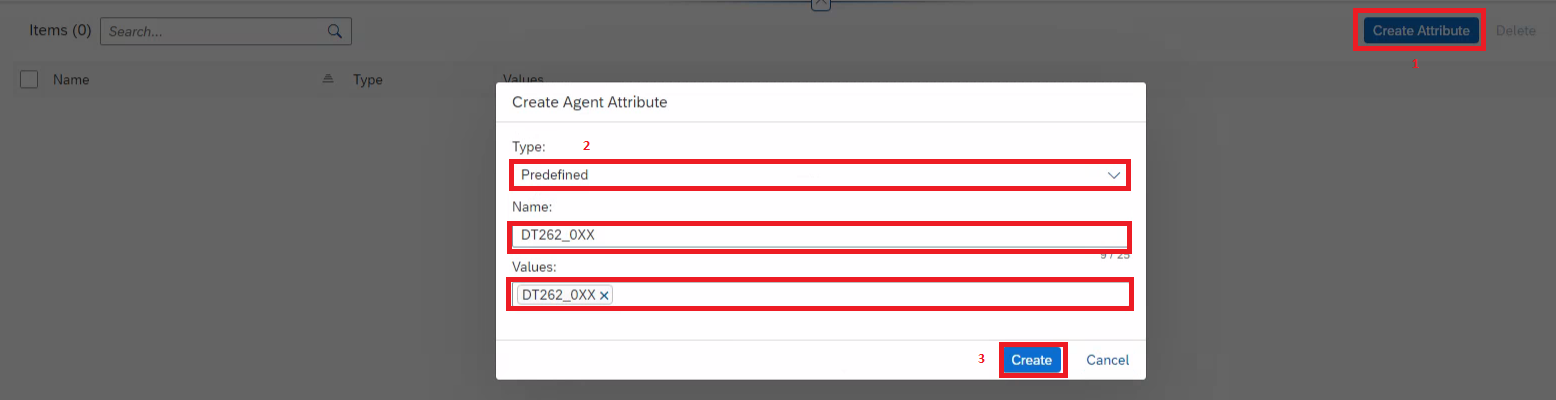 Items (0) Search... Create Attribute Delete
1
Name Type Values
Create Agent Attribute
Type: 2
Predefined
Name:
DT262_0XX
9 / 25
Values:
DT262_0XX
3 Create Cancel